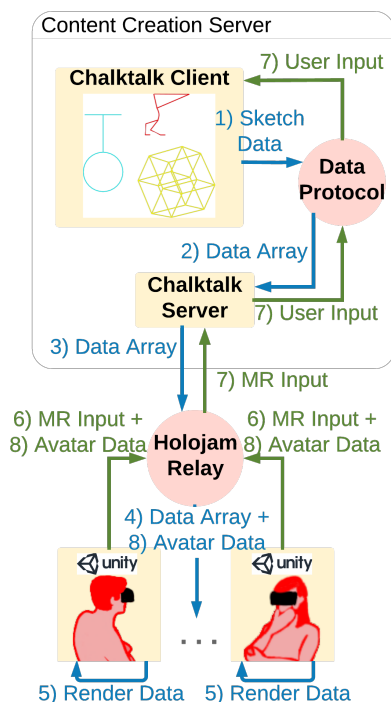 Content Creation Server
7) User Input
Chalktalk Client
1) Sketch
Data
Data
Protocol
2) Data Array
Chalktalk
Server
7) User Input
3) Data Array
7) MR Input
6) MR Input +
8) Avatar Data
6) MR Input +
8) Avatar Data
Holojam
Relay
4) Data Array +
8) Avatar Data
unity
unity
...
5) Render Data
5) Render Data